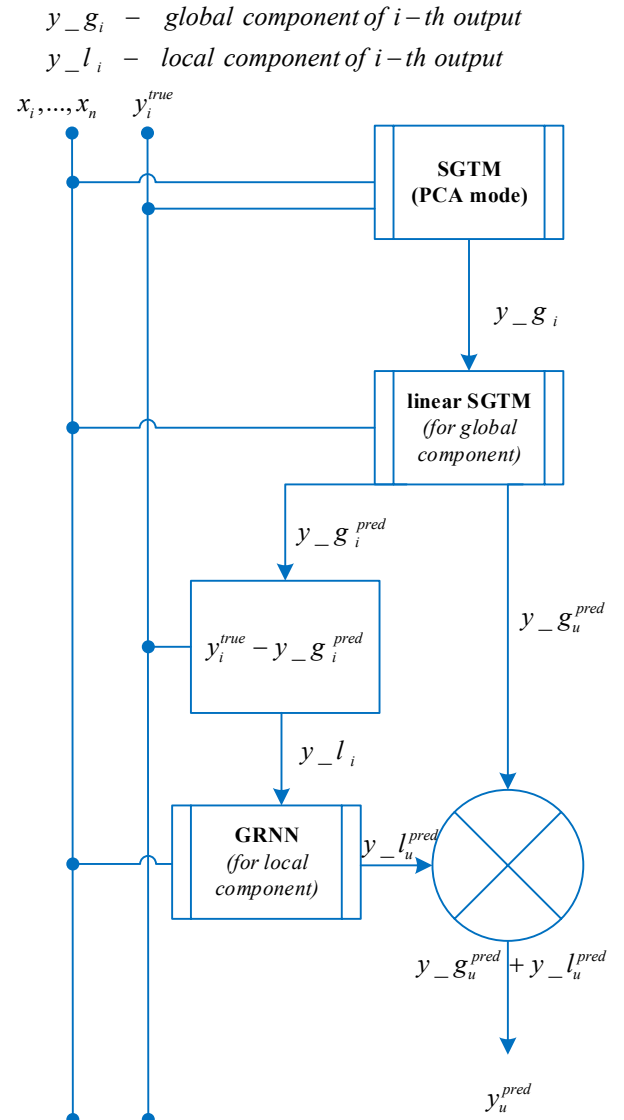 y_g_i – global component of i–th output
y_l_i – local component of i–th output
x_i,...,x_n y_i^{true}
SGTM
(PCA mode)
y_g_i
linear SGTM
(for global
component)
y_g_i^{pred}
y_g_u^{pred}
y_i^{true} – y_g_i^{pred}
y_l_i
GRNN
(for local
component)
y_l_u^{pred}
y_g_u^{pred} + y_l_u^{pred}
y_u^{pred}